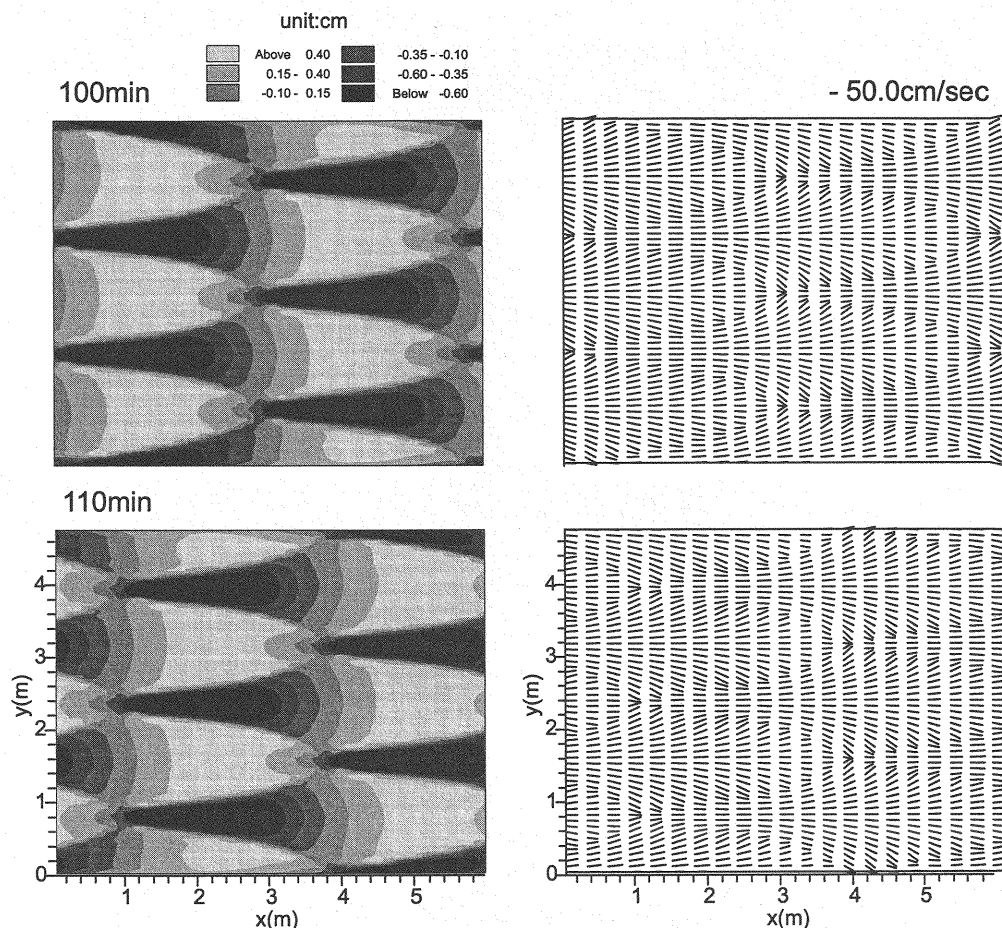 unit:cm
Above 0.40 -0.35 - -0.10
0.15 - 0.40 -0.60 - -0.35
-0.10 - 0.15 Below -0.60
100min
- 50.0cm/sec
110min
4
3
2
1
0
y(m)
1 2 3 4 5
x(m)
4
3
2
1
0
y(m)
1 2 3 4 5
x(m)